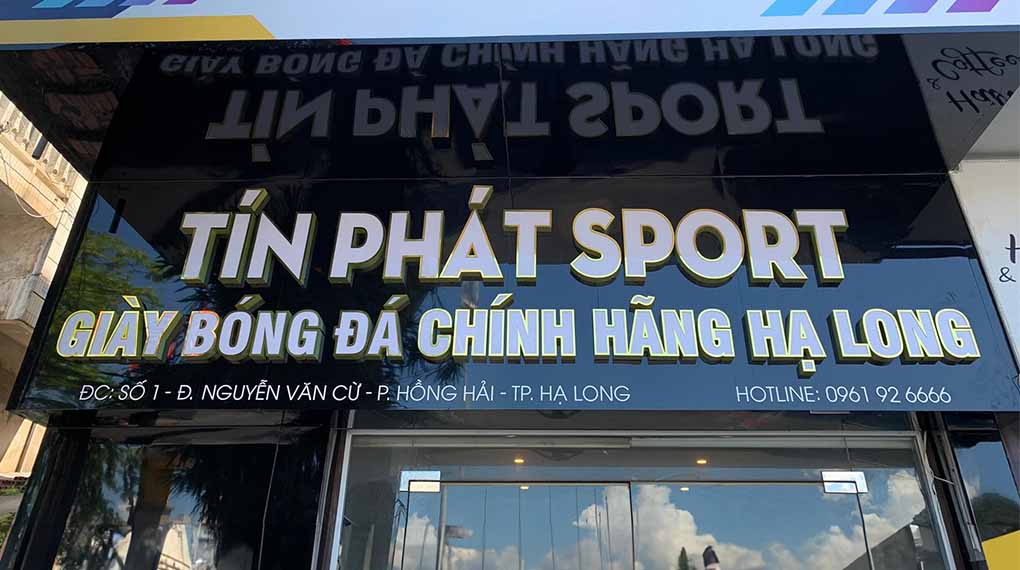 TÍN PHÁT SPORT
GIÀY BÓNG ĐÁ CHÍNH HÃNG HẠ LONG
ĐC: SỐ 1 - Đ. NGUYỄN VĂN CỪ - P. HỒNG HẢI - TP. HẠ LONG
HOTLINE: 0961 92 6666
Coffee
&
H
&